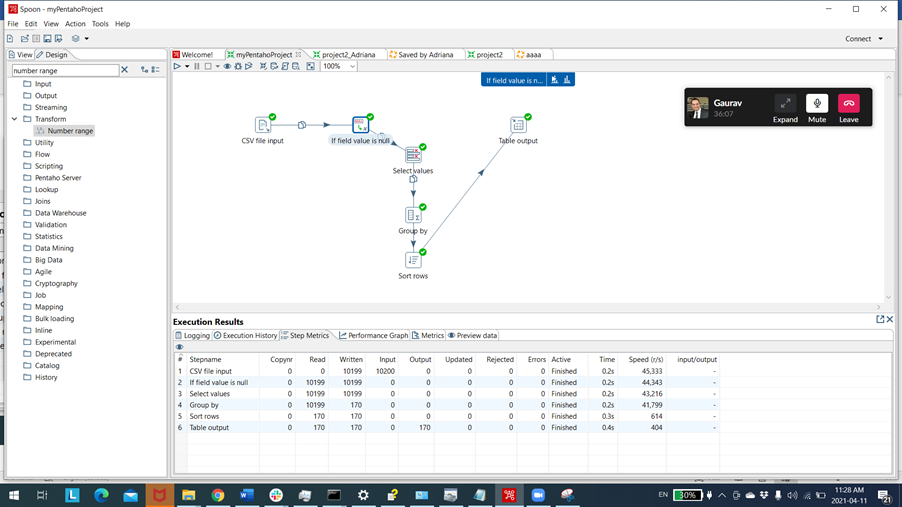 Spoon - myPentahoProject
File Edit View Action Tools Help
Connect
View Design
Welcome! myPentahoProject project2_Adriana Saved by Adriana project2 aaaa
number range
100%
Input
Output
Streaming
Transform
Number range
Utility
Flow
Scripting
Pentaho Server
Lookup
Joins
Data Warehouse
Validation
Statistics
Data Mining
Big Data
Agile
Cryptography
Job
Mapping
Bulk loading
Inline
Experimental
Deprecated
Catalog
History
If field value is n...
Gaurav
36:07
Expand Mute Leave
CSV file input
If field value is null
Table output
Select values
Group by
Sort rows
Execution Results
Logging Execution History Step Metrics Performance Graph Metrics Preview data
# Stepname Copynr Read Written Input Output Updated Rejected Errors Active Time Speed (r/s) input/output
1 CSV file input 0 0 10199 10200 0 0 0 0 Finished 0.2s 45,333 -
2 If field value is null 0 10199 10199 0 0 0 0 0 Finished 0.2s 44,343 -
3 Select values 0 10199 10199 0 0 0 0 0 Finished 0.2s 43,216 -
4 Group by 0 10199 170 0 0 0 0 0 Finished 0.2s 41,799 -
5 Sort rows 0 170 170 0 0 0 0 0 Finished 0.3s 614 -
6 Table output 0 170 170 0 170 0 0 0 Finished 0.4s 404 -
EN 30% 11:28 AM
2021-04-11
21